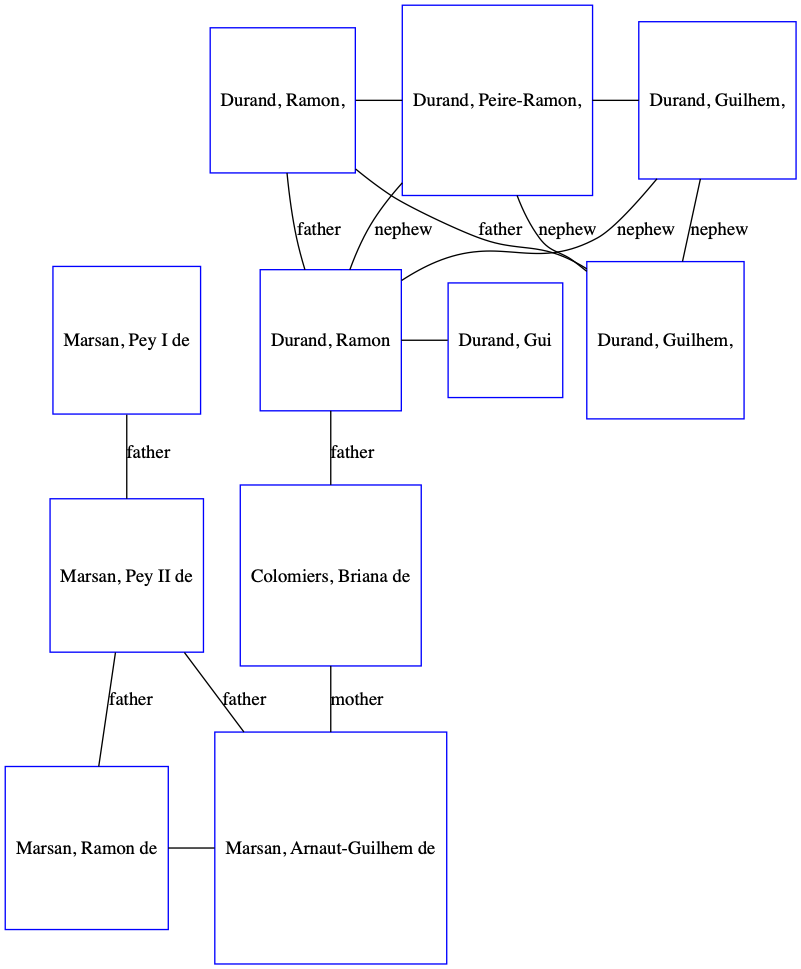 Durand, Ramon,
Durand, Peire-Ramon,
Durand, Guilhem,
father
nephew
father
nephew
nephew
nephew
Marsan, Pey I de
Durand, Ramon
Durand, Gui
Durand, Guilhem,
father
father
Marsan, Pey II de
Colomiers, Briana de
father
father
mother
Marsan, Ramon de
Marsan, Arnaut-Guilhem de